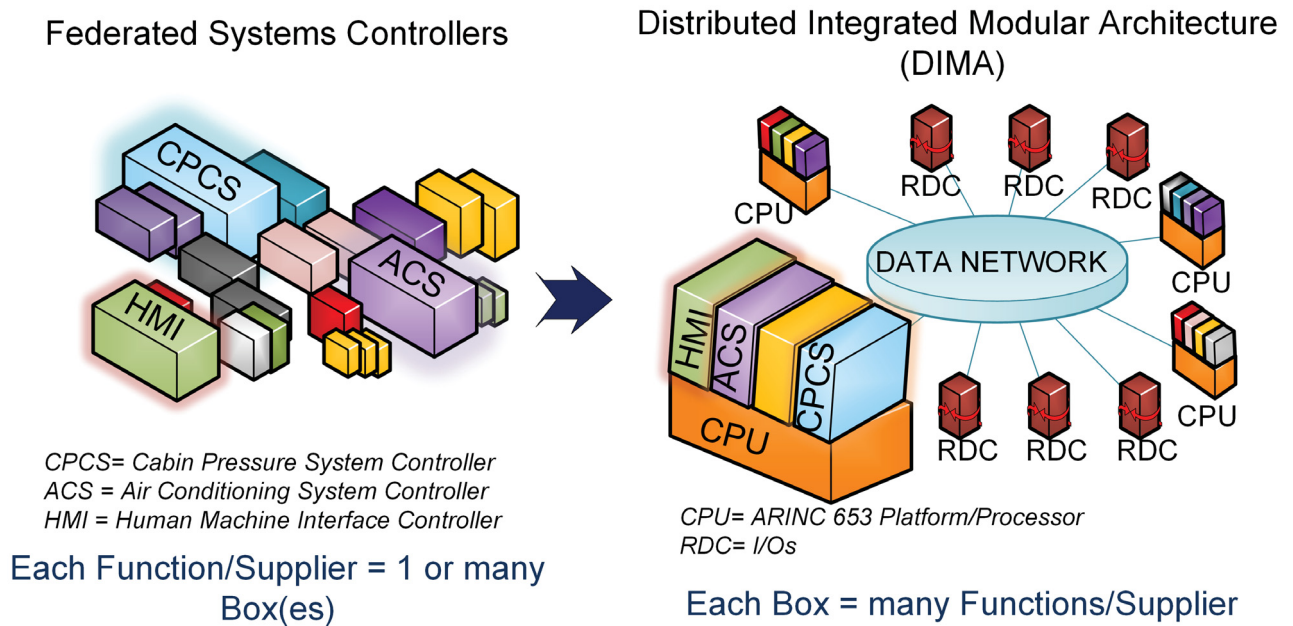 Federated Systems Controllers
CPCS
ACS
HMI
CPCS= Cabin Pressure System Controller
ACS = Air Conditioning System Controller
HMI = Human Machine Interface Controller
Each Function/Supplier = 1 or many
Box(es)
Distributed Integrated Modular Architecture
(DIMA)
RDC
RDC
RDC
CPU
DATA NETWORK
CPU
HMI
ACS
CPCS
CPU
CPU
RDC
RDC
RDC
CPU= ARINC 653 Platform/Processor
RDC= I/Os
Each Box = many Functions/Supplier